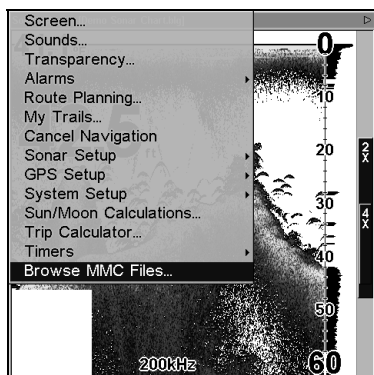 Screen...
Sounds...
Transparency...
Alarms
Route Planning...
My Trails...
Cancel Navigation
Sonar Setup
GPS Setup
System Setup
Sun/Moon Calculations...
Trip Calculator...
Timers
Browse MMC Files...
0
10
20
30
40
50
60
2X
4X
200kHz